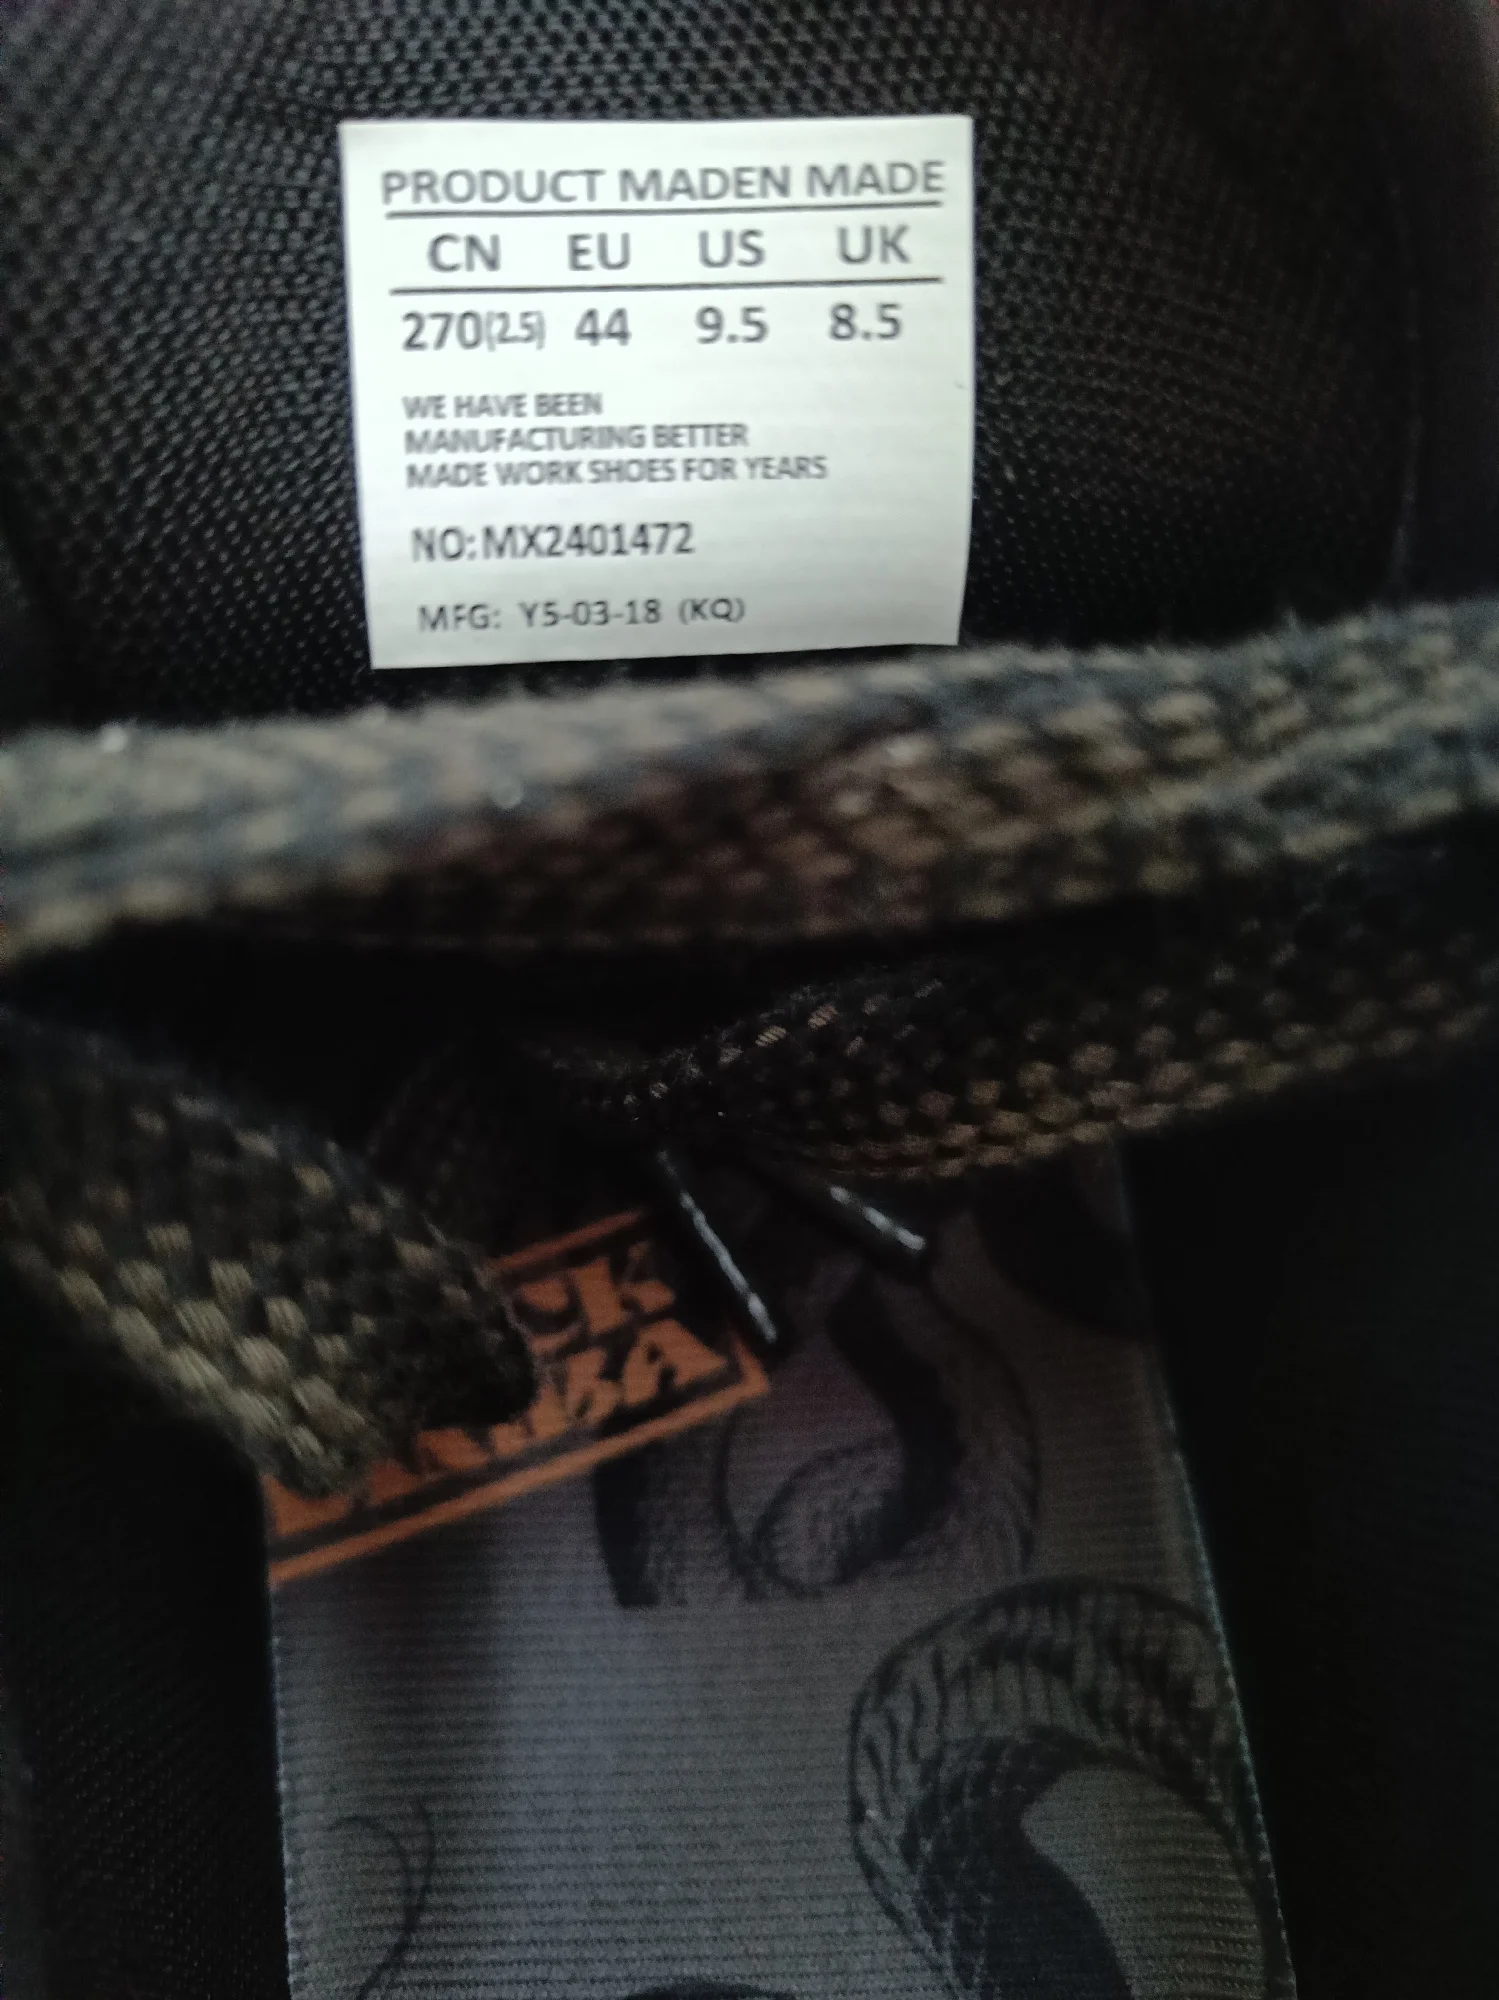 PRODUCT MADEN MADE
CN EU US UK
270(2.5) 44 9.5 8.5
WE HAVE BEEN
MANUFACTURING BETTER
MADE WORK SHOES FOR YEARS
NO:MX2401472
MFG: Y5-03-18 (KQ)